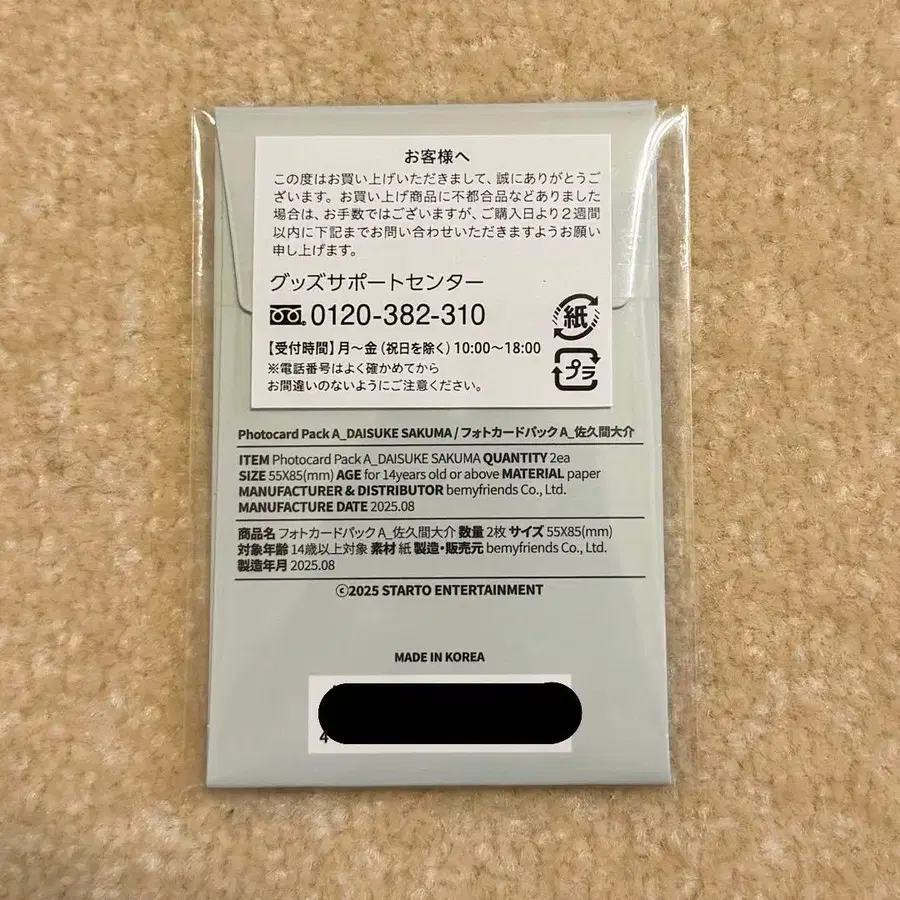 お客様へ
この度はお買い上げいただきまして、誠にありがとうござ
います。お買い上げ商品に不都合品などありました
場合は、お手数ではございますが、ご購入日より2週間
以内に下記までお問い合わせいただきますようお願い
申し上げます。
グッズサポートセンター
0120-382-310
【受付時間】月〜金(祝日を除く)10:00〜18:00
※電話番号はよく確かめてから
お間違いのないようにご注意ください。
紙
プラ
Photocard Pack A_DAISUKE SAKUMA / フォトカードパック A_佐久間大介
ITEM Photocard Pack A_DAISUKE SAKUMA QUANTITY 2ea
SIZE 55X85(mm) AGE for 14years old or above MATERIAL paper
MANUFACTURER & DISTRIBUTOR bemyfriends Co., Ltd.
MANUFACTURE DATE 2025.08
商品名 フォトカードパック A_佐久間大介 数量 2枚 サイズ 55X85(mm)
対象年齢 14歳以上対象 素材 紙 製造・販売元 bemyfriends Co., Ltd.
製造年月 2025.08
ⓒ2025 STARTO ENTERTAINMENT
MADE IN KOREA
4